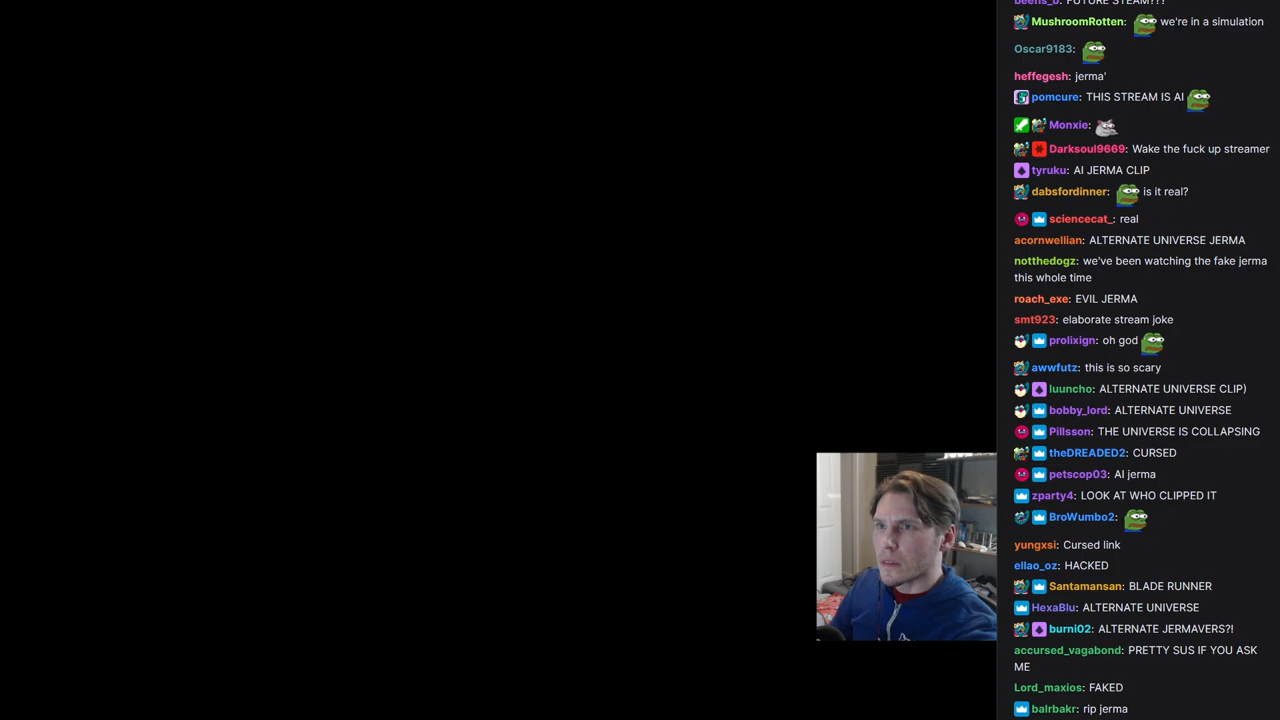 beefis_b: FUTURE STEAM???
MushroomRotten: we're in a simulation
Oscar9183:
heffegesh: jerma'
pomcure: THIS STREAM IS AI
Monxie:
Darksoul9669: Wake the fuck up streamer
tyruku: AI JERMA CLIP
dabsfordinner: is it real?
sciencecat_: real
acornwellian: ALTERNATE UNIVERSE JERMA
notthedogz: we've been watching the fake jerma
this whole time
roach_exe: EVIL JERMA
smt923: elaborate stream joke
prolixign: oh god
awwfutz: this is so scary
luuncho: ALTERNATE UNIVERSE CLIP)
bobby_lord: ALTERNATE UNIVERSE
Pillsson: THE UNIVERSE IS COLLAPSING
theDREADED2: CURSED
petscop03: AI jerma
zparty4: LOOK AT WHO CLIPPED IT
BroWumbo2:
yungxsi: Cursed link
ellao_oz: HACKED
Santamansan: BLADE RUNNER
HexaBlu: ALTERNATE UNIVERSE
burni02: ALTERNATE JERMAVERS?!
accursed_vagabond: PRETTY SUS IF YOU ASK
ME
Lord_maxios: FAKED
balrbakr: rip jerma